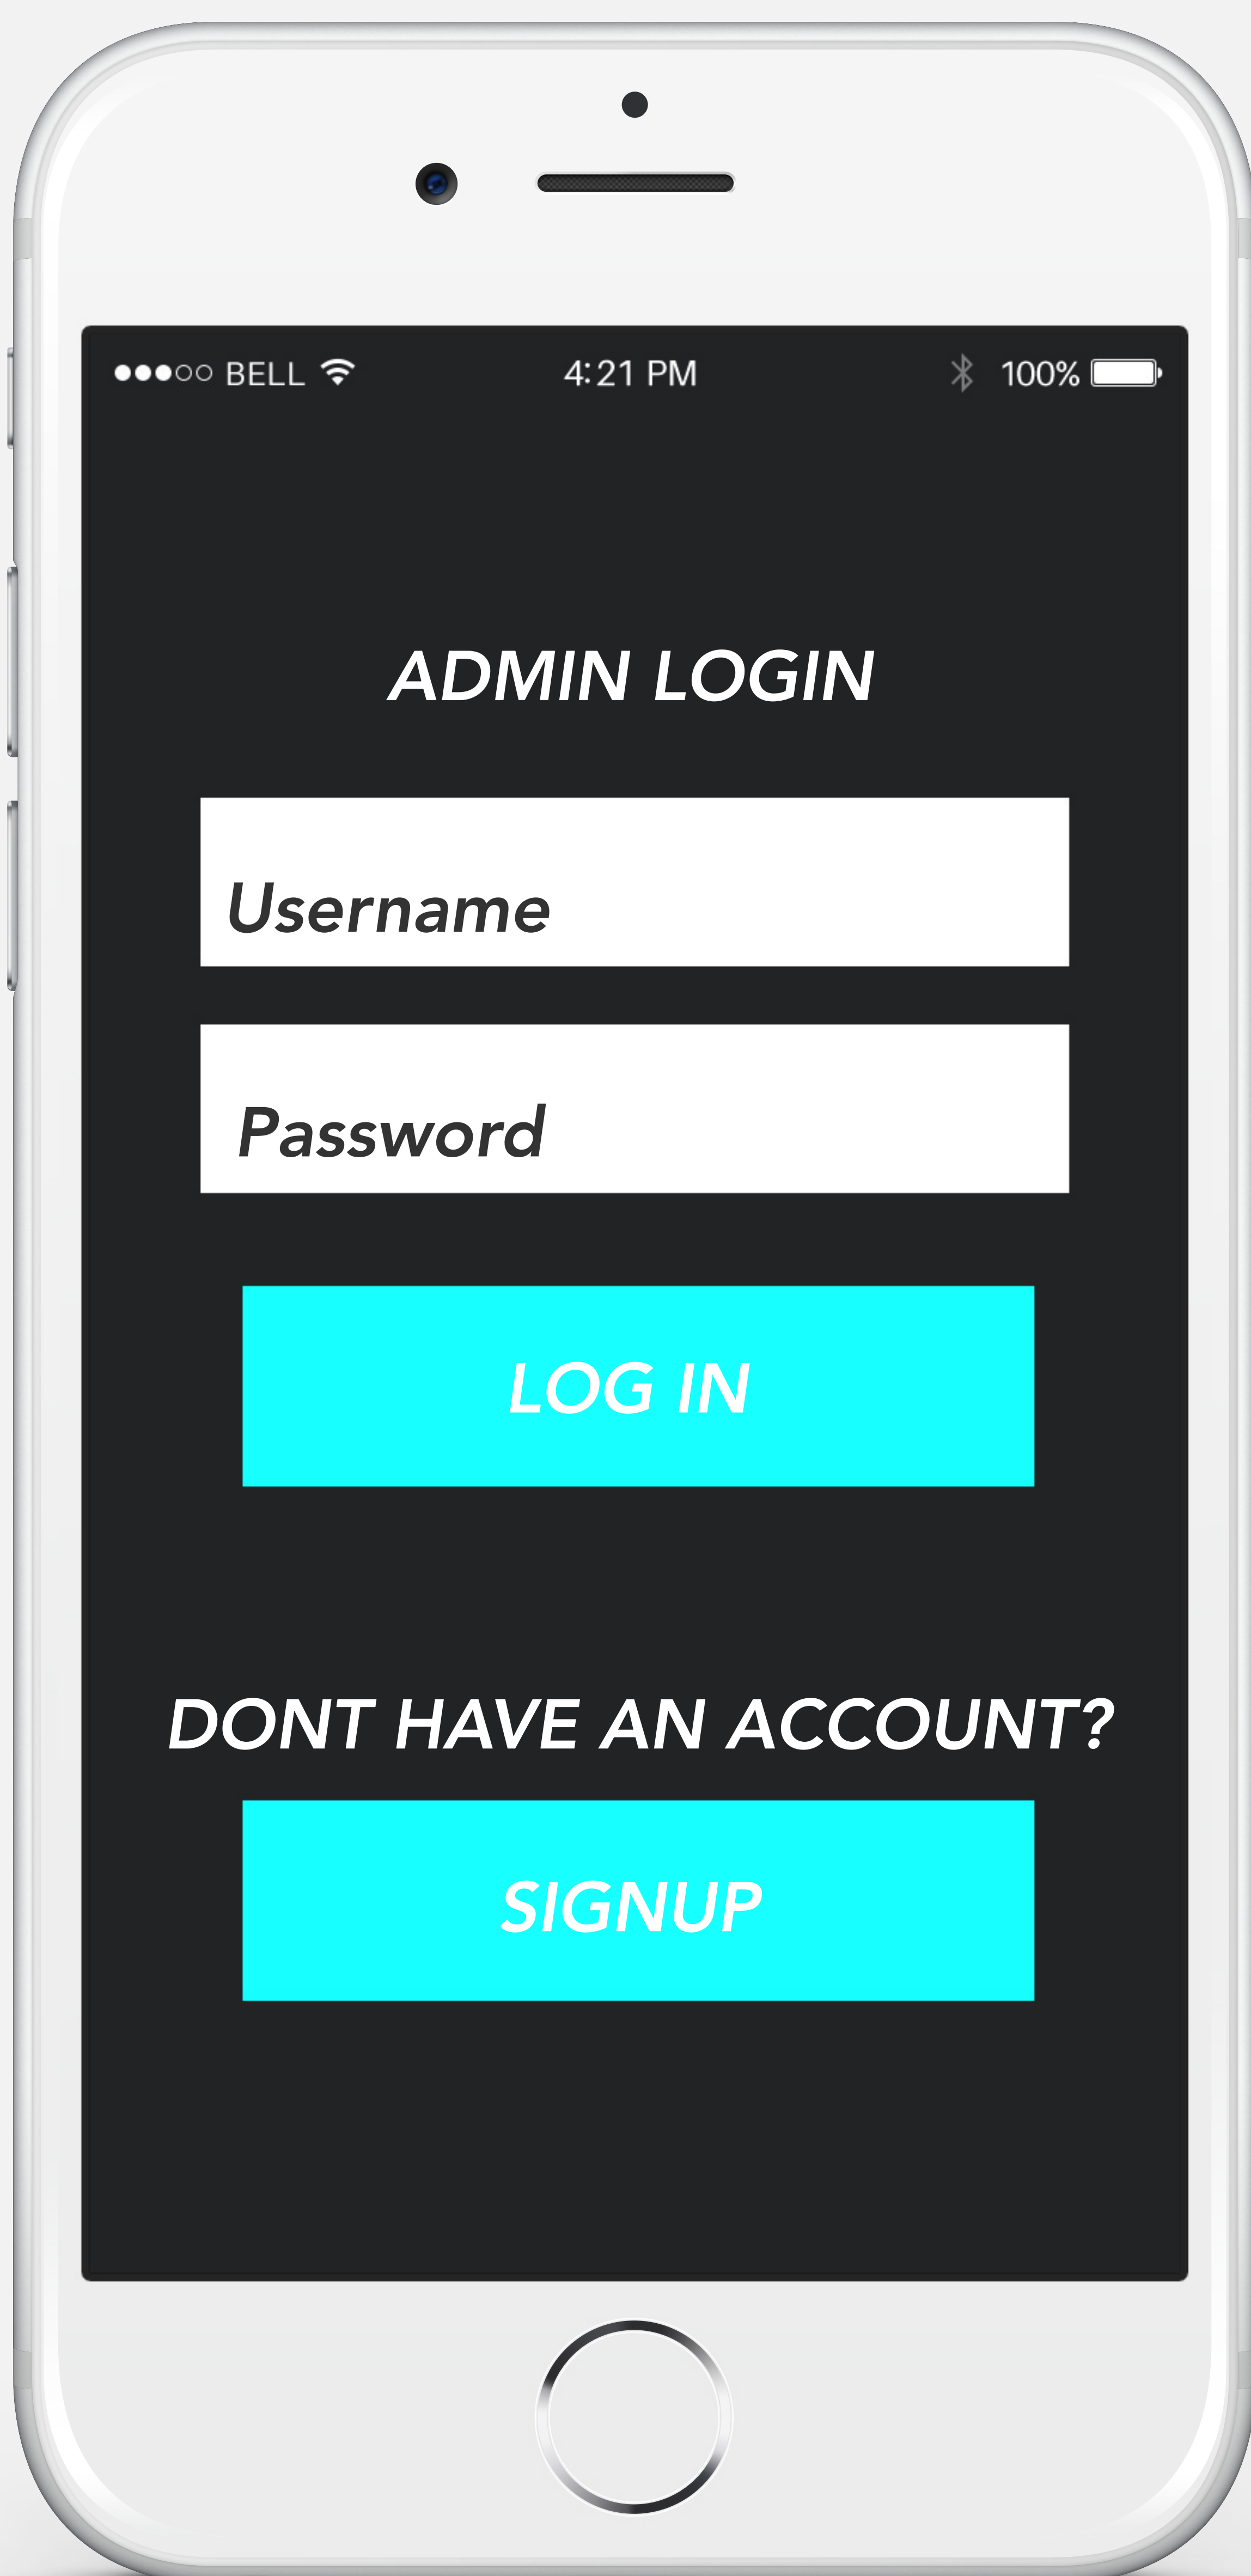 BELL 4:21 PM 100%
ADMIN LOGIN
Username
Password
LOG IN
DONT HAVE AN ACCOUNT?
SIGNUP